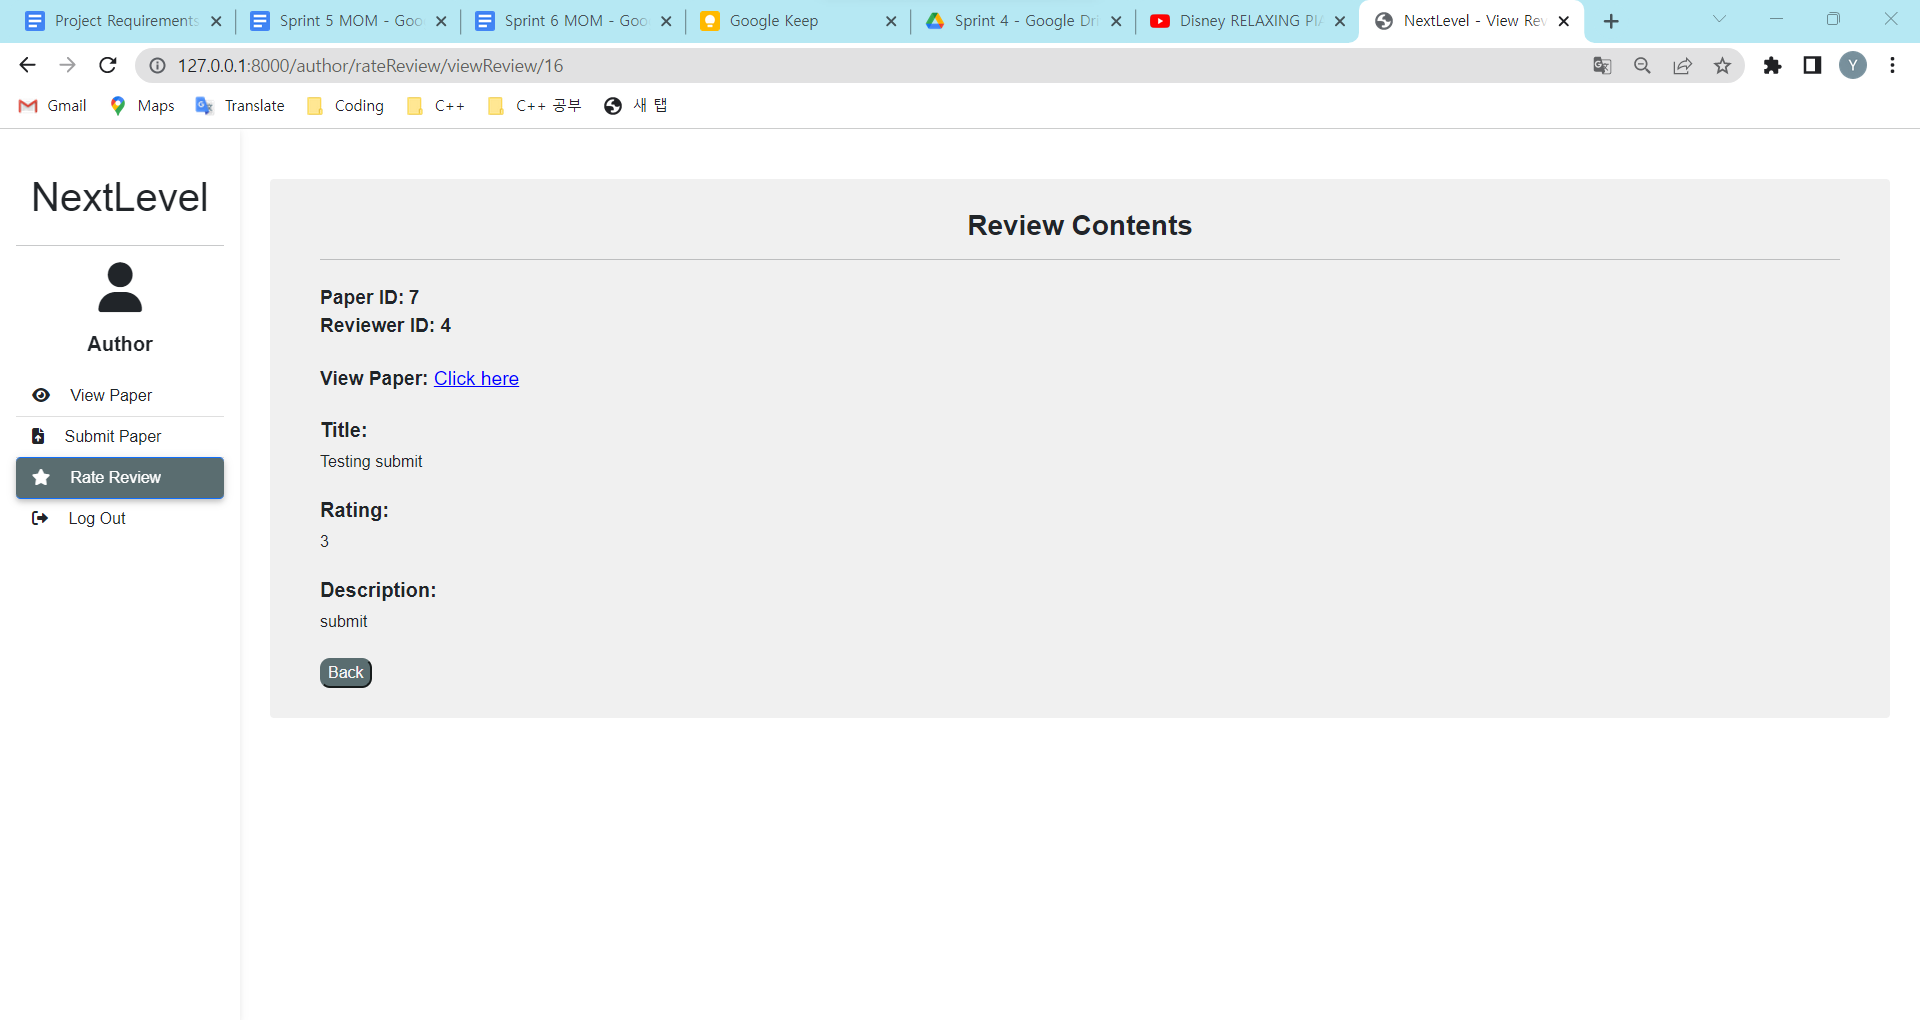 Project Requirements
Sprint 5 MOM - Goo
Sprint 6 MOM - Goo
Google Keep
Sprint 4 - Google Dri
Disney RELAXING PIA
NextLevel - View Rev
127.0.0.1:8000/author/rateReview/viewReview/16
Y
Gmail
Maps
Translate
Coding
C++
C++ 공부
새 탭
NextLevel
Author
View Paper
Submit Paper
Rate Review
Log Out
Review Contents
Paper ID: 7
Reviewer ID: 4
View Paper: Click here
Title:
Testing submit
Rating:
3
Description:
submit
Back